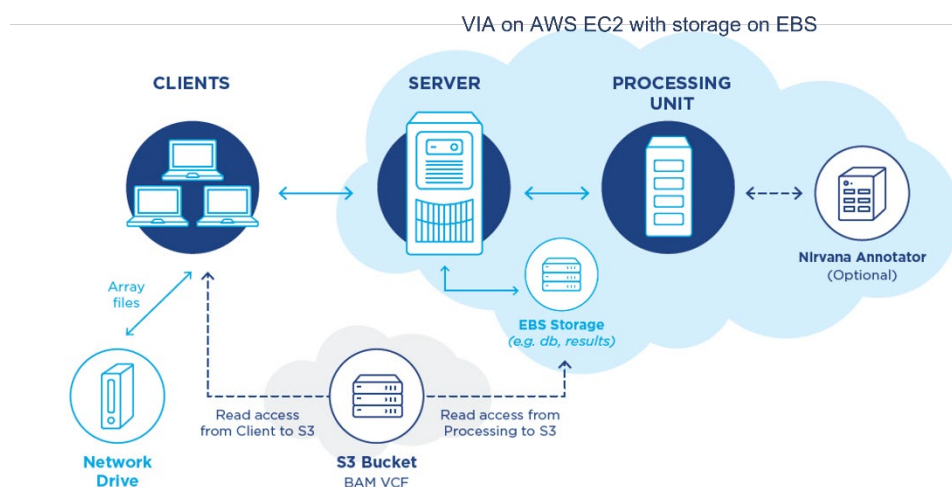 VIA on AWS EC2 with storage on EBS
CLIENTS
SERVER
PROCESSING
UNIT
Array
files
Nirvana Annotator
(Optional)
EBS Storage
(e.g. db, results)
Read access
from Client to S3
Read access from
Processing to S3
Network
Drive
S3 Bucket
BAM VCF